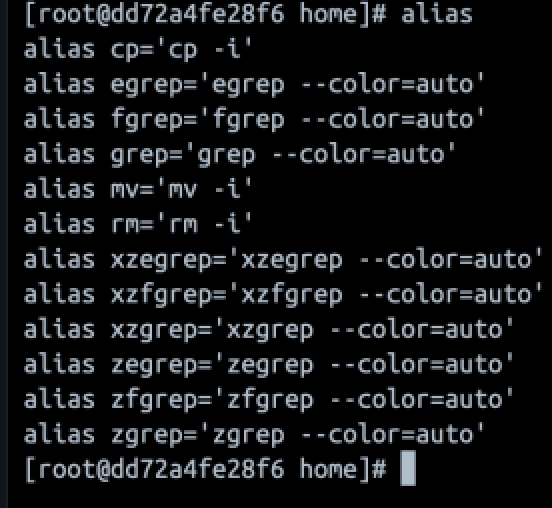 [root@dd72a4fe28f6 home]# alias
alias cp='cp -i'
alias egrep='egrep --color=auto'
alias fgrep='fgrep --color=auto'
alias grep='grep --color=auto'
alias mv='mv -i'
alias rm='rm -i'
alias xzegrep='xzegrep --color=auto'
alias xzfgrep='xzfgrep --color=auto'
alias xzgrep='xzgrep --color=auto'
alias zegrep='zegrep --color=auto'
alias zfgrep='zfgrep --color=auto'
alias zgrep='zgrep --color=auto'
[root@dd72a4fe28f6 home]#